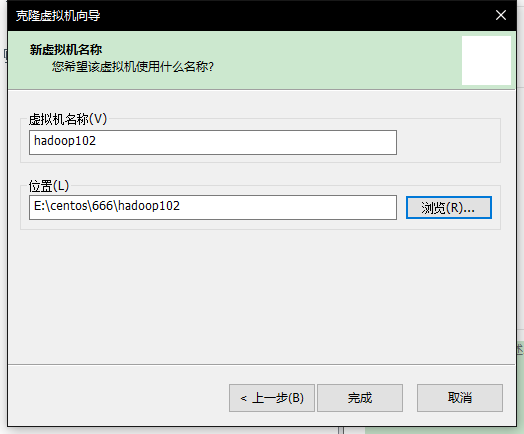 克隆虚拟机向导
新虚拟机名称
您希望该虚拟机使用什么名称?
虚拟机名称(V)
hadoop102
位置(L)
E:\centos\666\hadoop102
浏览(R)...
< 上一步(B)
完成
取消